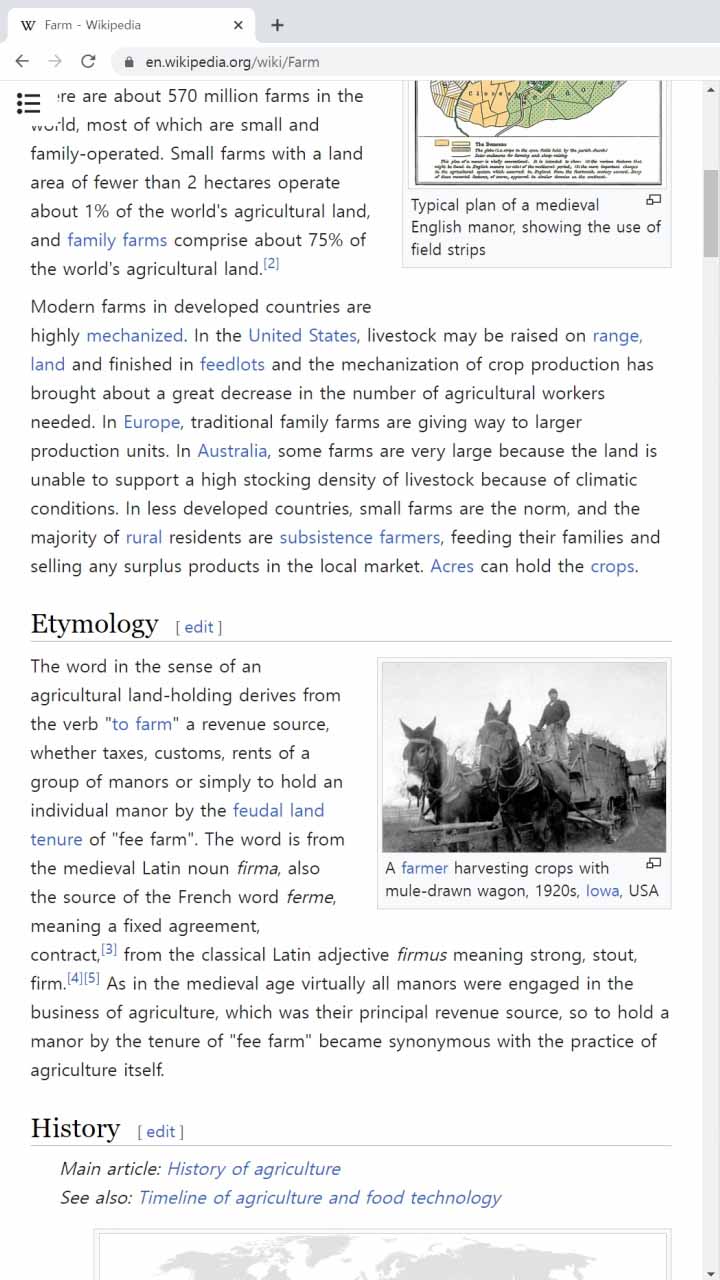 Farm - Wikipedia
en.wikipedia.org/wiki/Farm
ere are about 570 million farms in the
world, most of which are small and
family-operated. Small farms with a land
area of fewer than 2 hectares operate
about 1% of the world's agricultural land,
and family farms comprise about 75% of
the world's agricultural land.[2]
The Demesne
Typical plan of a medieval
English manor, showing the use of
field strips
Modern farms in developed countries are
highly mechanized. In the United States, livestock may be raised on range,
land and finished in feedlots and the mechanization of crop production has
brought about a great decrease in the number of agricultural workers
needed. In Europe, traditional family farms are giving way to larger
production units. In Australia, some farms are very large because the land is
unable to support a high stocking density of livestock because of climatic
conditions. In less developed countries, small farms are the norm, and the
majority of rural residents are subsistence farmers, feeding their families and
selling any surplus products in the local market. Acres can hold the crops.
Etymology [ edit ]
The word in the sense of an
agricultural land-holding derives from
the verb "to farm" a revenue source,
whether taxes, customs, rents of a
group of manors or simply to hold an
individual manor by the feudal land
tenure of "fee farm". The word is from
the medieval Latin noun firma, also
the source of the French word ferme,
meaning a fixed agreement,
contract,[3] from the classical Latin adjective firmus meaning strong, stout,
firm.[4][5] As in the medieval age virtually all manors were engaged in the
business of agriculture, which was their principal revenue source, so to hold a
manor by the tenure of "fee farm" became synonymous with the practice of
agriculture itself.
A farmer harvesting crops with
mule-drawn wagon, 1920s, Iowa, USA
History [ edit ]
Main article: History of agriculture
See also: Timeline of agriculture and food technology